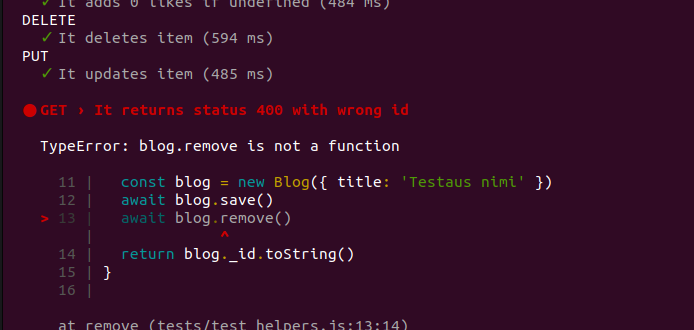 ✓ It adds 0 likes if undefined (484 ms)
DELETE
✓ It deletes item (594 ms)
PUT
✓ It updates item (485 ms)
● GET › It returns status 400 with wrong id
TypeError: blog.remove is not a function
11 |   const blog = new Blog({ title: 'Testaus nimi' })
12 |   await blog.save()
> 13 |   await blog.remove()
|              ^
14 |   return blog._id.toString()
15 | }
16 |
at remove (tests/test_helpers.js:13:14)